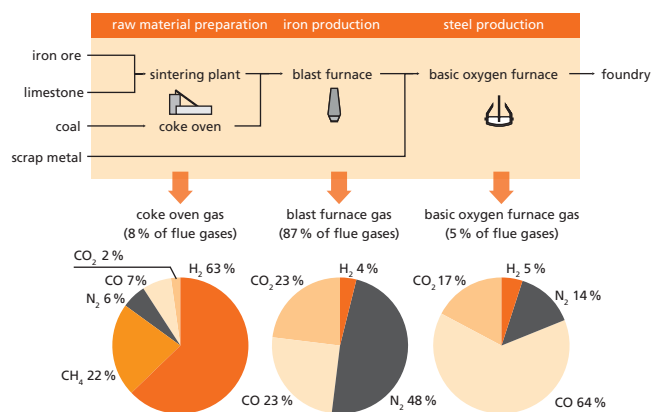 raw material preparation
iron production
steel production
iron ore
limestone
coal
scrap metal
sintering plant
coke oven
blast furnace
basic oxygen furnace
foundry
coke oven gas
(8 % of flue gases)
blast furnace gas
(87 % of flue gases)
basic oxygen furnace gas
(5 % of flue gases)
CO₂ 2 %
CO 7%
N₂ 6 %
CH₄ 22 %
H₂ 63 %
CO₂ 23 %
H₂ 4 %
CO 23 %
N₂ 48 %
CO₂ 17 %
H₂ 5 %
N₂ 14 %
CO 64 %